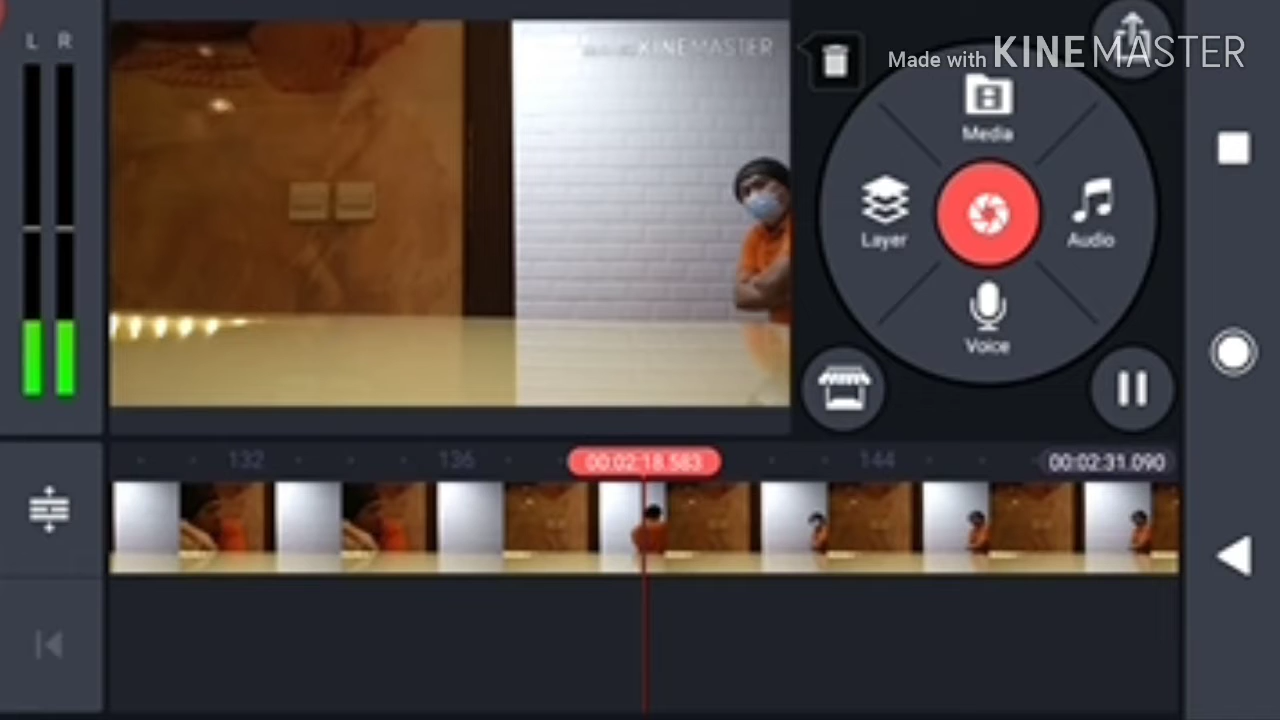 L R
KINEMASTER
Made with KINEMASTER
Media
Layer
Audio
Voice
132
136
00:02:18.583
144
00:02:31.090